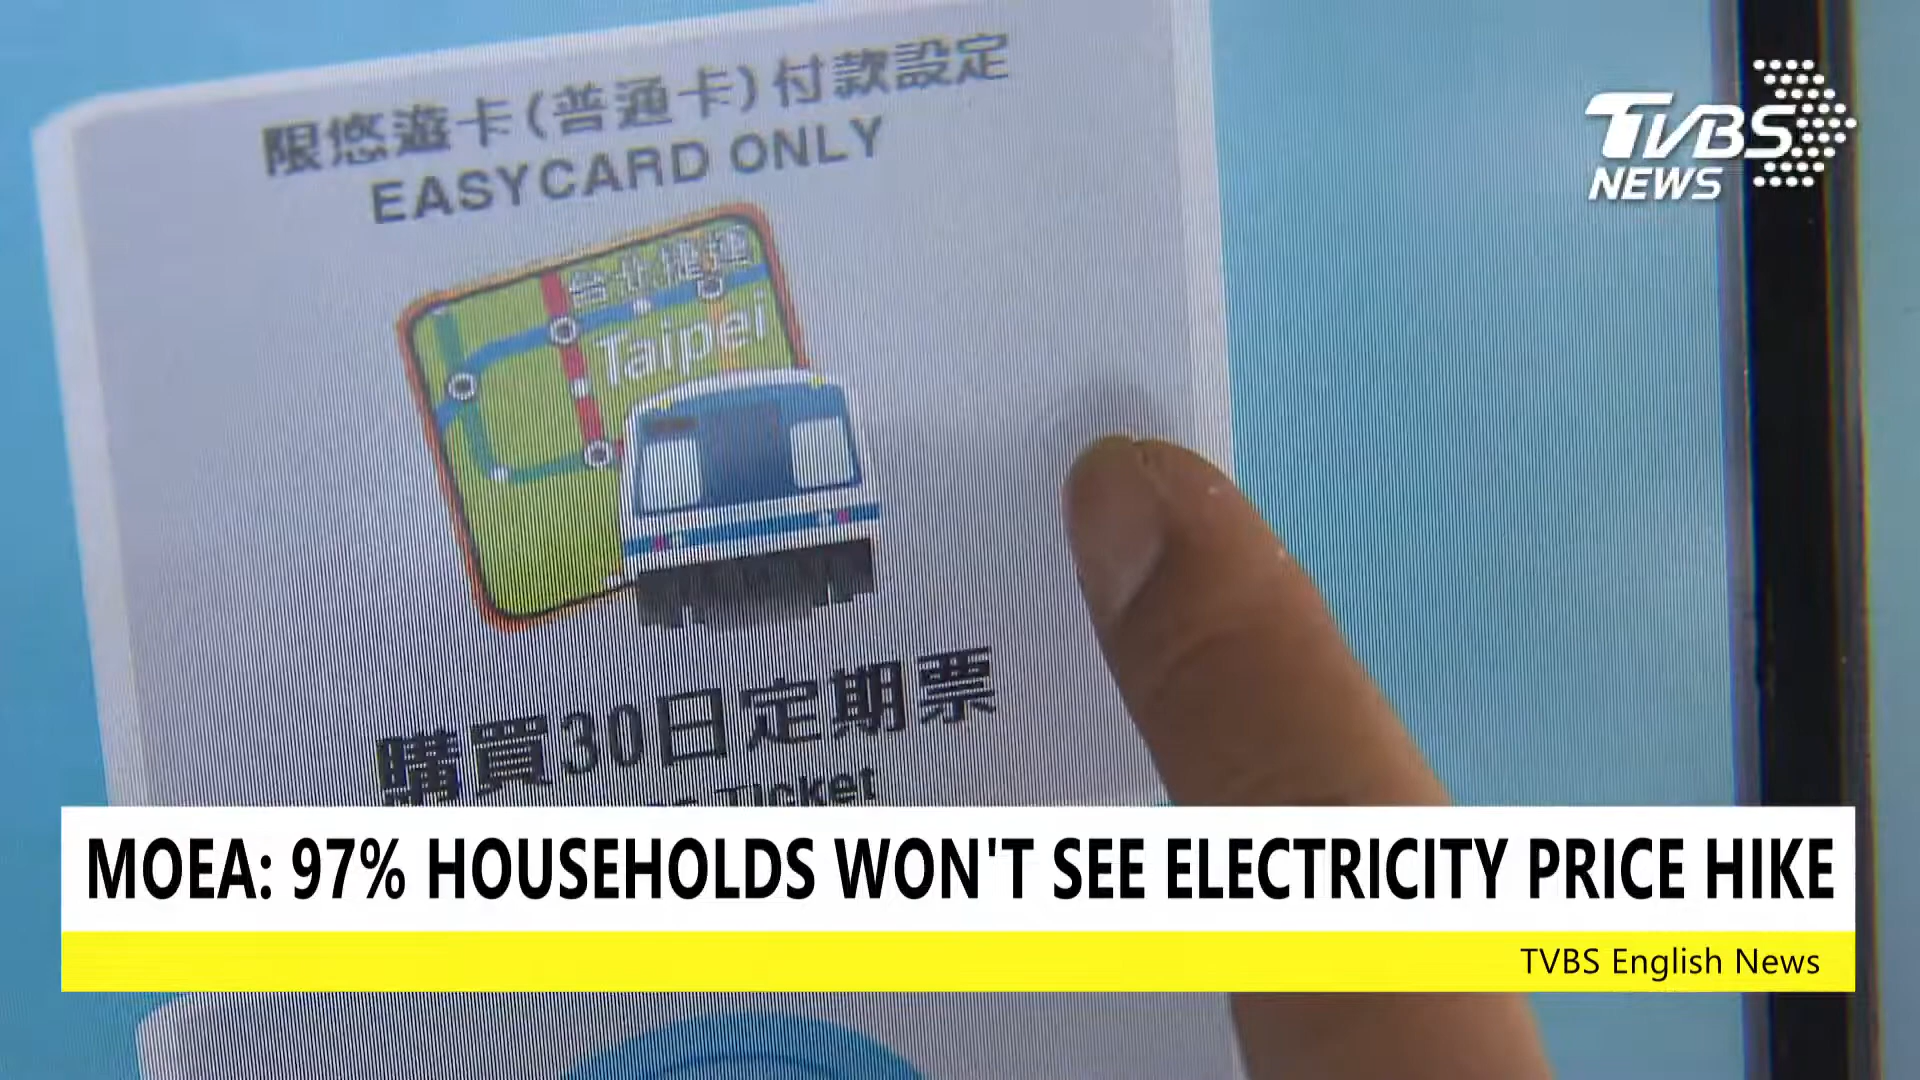 限悠遊卡(普通卡)付款設定
EASYCARD ONLY
TVBS
NEWS
台北捷運
Taipei
購買30日定期票
Ticket
MOEA: 97% HOUSEHOLDS WON'T SEE ELECTRICITY PRICE HIKE
TVBS English News